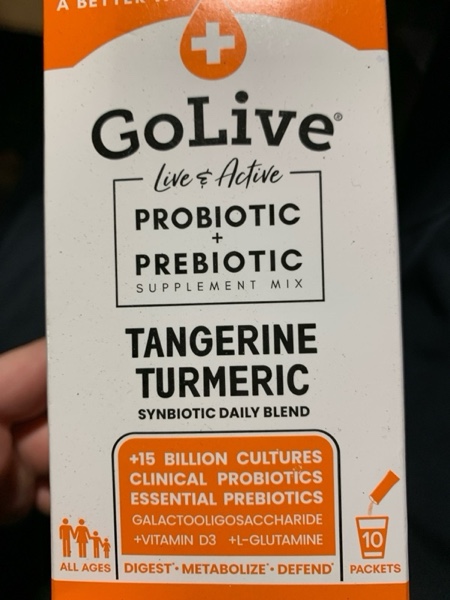 A BETTER
GoLive®
Live & Active
PROBIOTIC
+
PREBIOTIC
SUPPLEMENT MIX
TANGERINE
TURMERIC
SYNBIOTIC DAILY BLEND
+15 BILLION CULTURES
CLINICAL PROBIOTICS
ESSENTIAL PREBIOTICS
GALACTOOLIGOSACCHARIDE
+VITAMIN D3 +L-GLUTAMINE
10
ALL AGES
DIGEST* • METABOLIZE* • DEFEND*
PACKETS